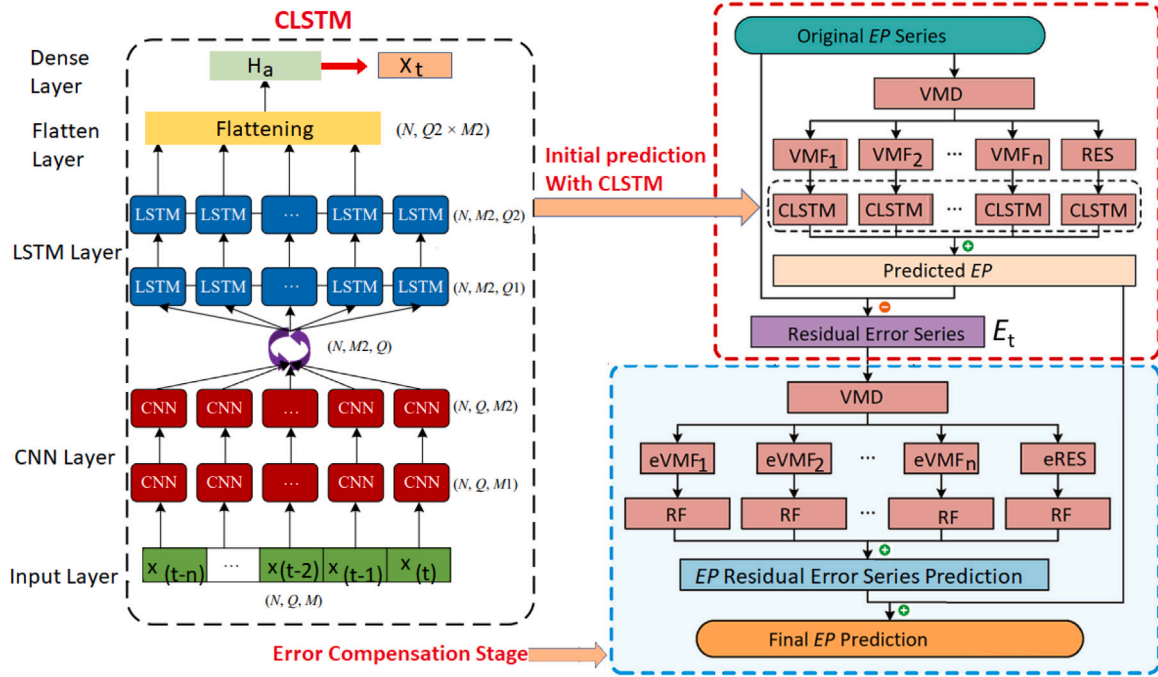 CLSTM
Dense
Layer
H_a
X_t
Flatten
Layer
Flattening
(N, Q2 × M2)
LSTM Layer
LSTM LSTM ... LSTM LSTM
(N, M2, Q2)
LSTM LSTM ... LSTM LSTM
(N, M2, Q1)
(N, M2, Q)
CNN Layer
CNN CNN ... CNN CNN
(N, Q, M2)
CNN CNN ... CNN CNN
(N, Q, M1)
Input Layer
x (t-n) ... x (t-2) x (t-1) x (t)
(N, Q, M)
Initial prediction
With CLSTM
Error Compensation Stage
Original EP Series
VMD
VMF1 VMF2 ... VMFn RES
CLSTM CLSTM ... CLSTM CLSTM
+
Predicted EP
−
Residual Error Series
E_t
VMD
eVMF1 eVMF2 ... eVMFn eRES
RF RF ... RF RF
+
EP Residual Error Series Prediction
+
Final EP Prediction